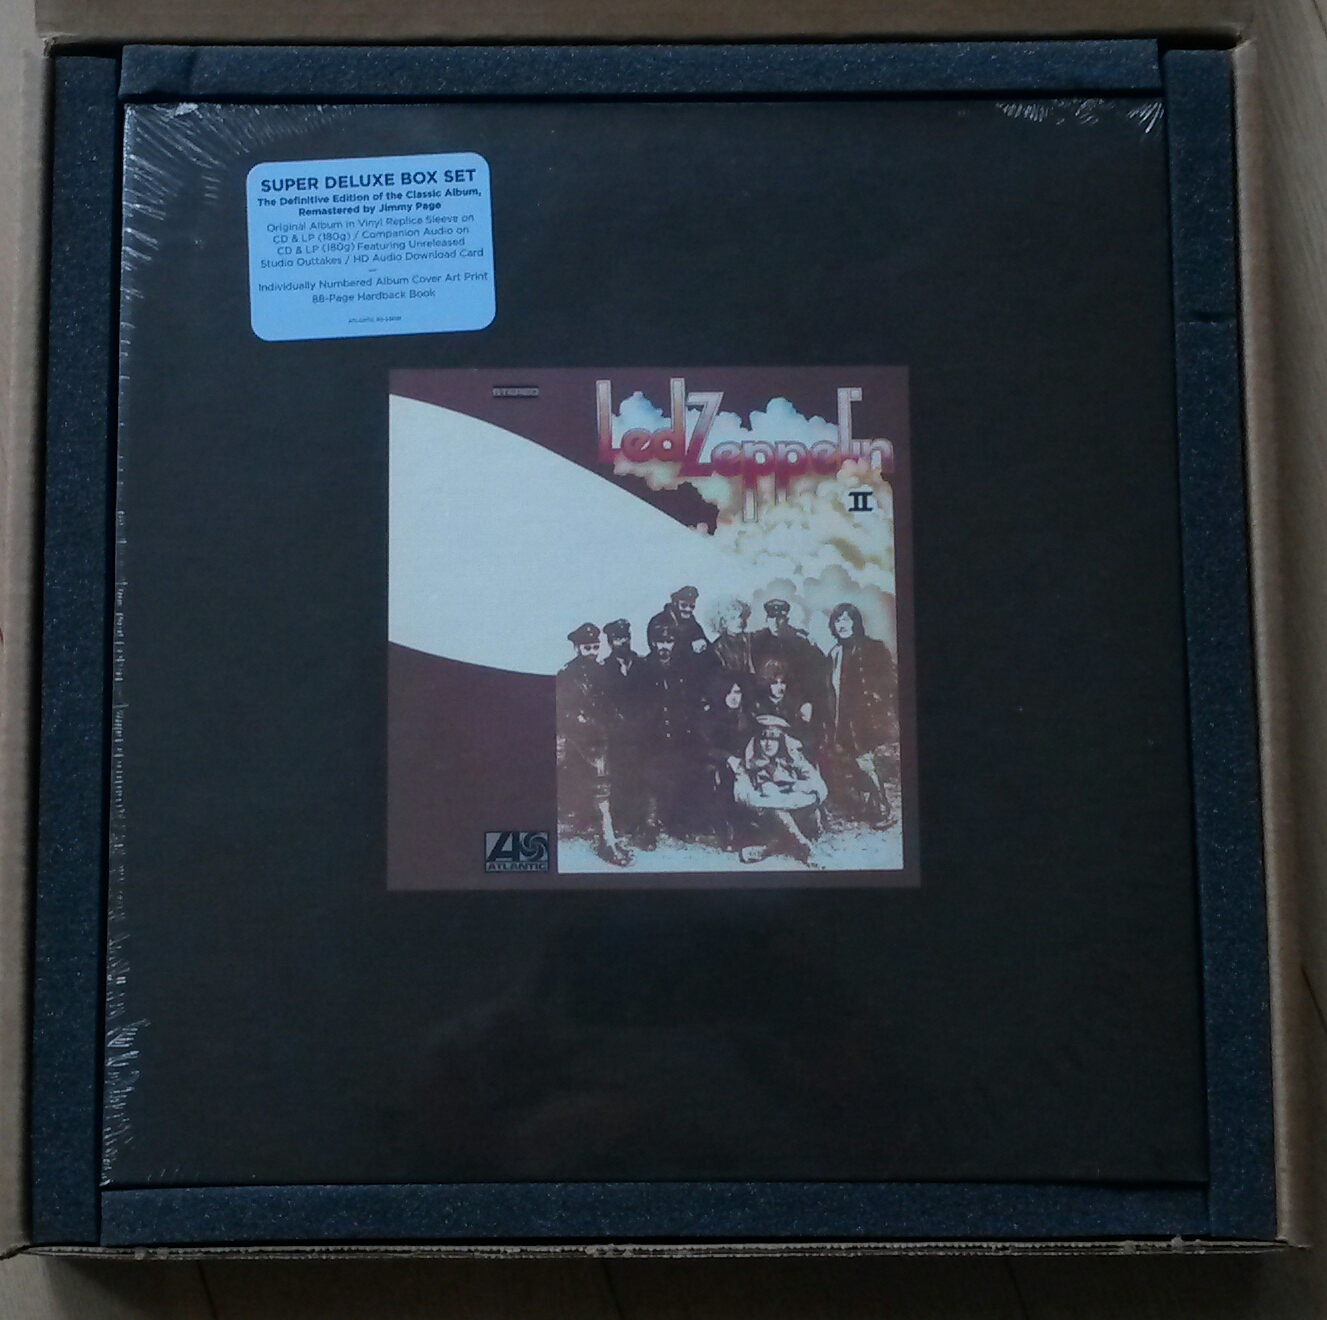 SUPER DELUXE BOX SET
The Definitive Edition of the Classic Album,
Remastered by Jimmy Page
Original Album in Vinyl Replica Sleeve on
CD & LP (180g) / Companion Audio on
CD & LP (180g) Featuring Unreleased
Studio Outtakes / HD Audio Download Card
Individually Numbered Album Cover Art Print
88-Page Hardback Book
STEREO
Led Zeppelin
II
ATLANTIC